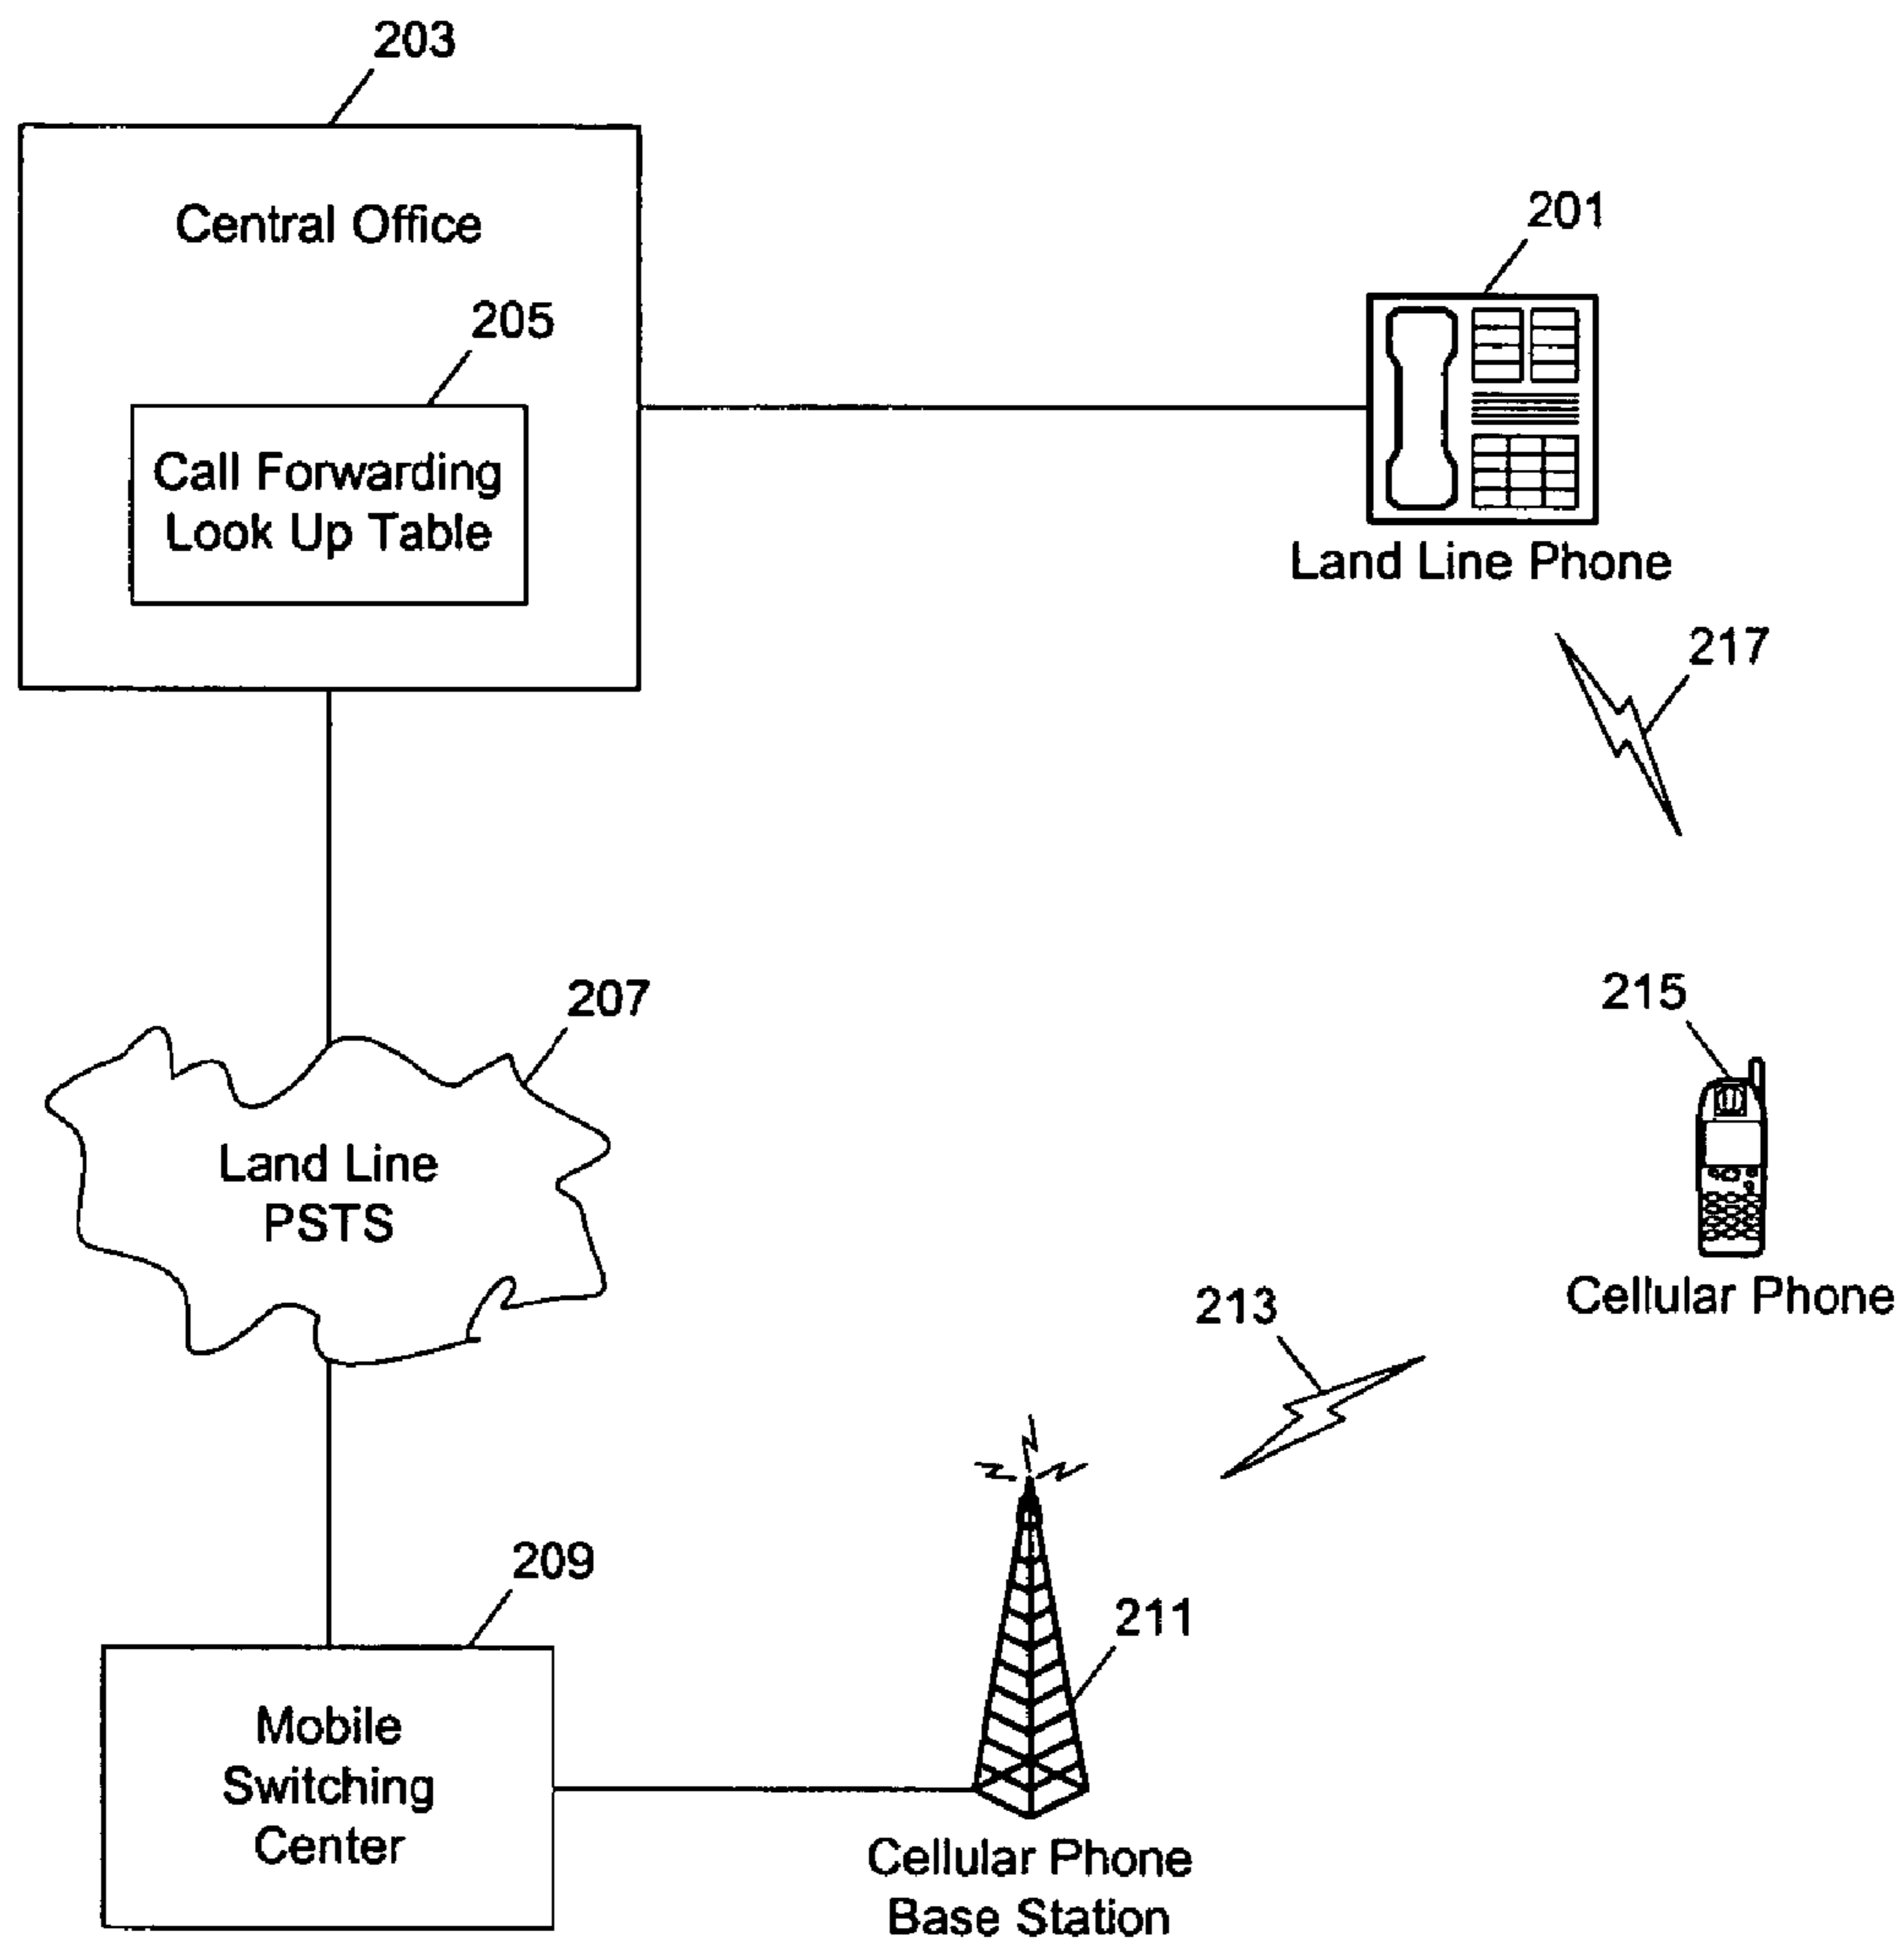 203
Central Office
201
205
Call Forwarding
Look Up Table
Land Line Phone
217
207
215
Land Line
PSTS
Cellular Phone
213
209
211
Mobile
Switching
Center
Cellular Phone
Base Station